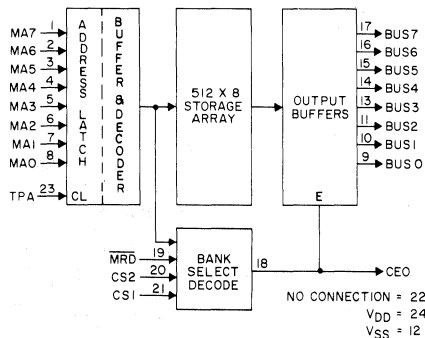 MA7 1
MA6 2
MA5 3
MA4 4
MA3 5
MA2 6
MA1 7
MA0 8
TPA 23 CL
ADDRESS LATCH
BUFFER & DECODER
512 X 8
STORAGE
ARRAY
OUTPUT
BUFFERS
E
17 BUS7
16 BUS6
15 BUS5
14 BUS4
13 BUS3
11 BUS2
10 BUS1
9 BUS0
MRD 19
CS2 20
CS1 21
BANK
SELECT
DECODE
18
CEO
NO CONNECTION = 22
VDD = 24
VSS = 12